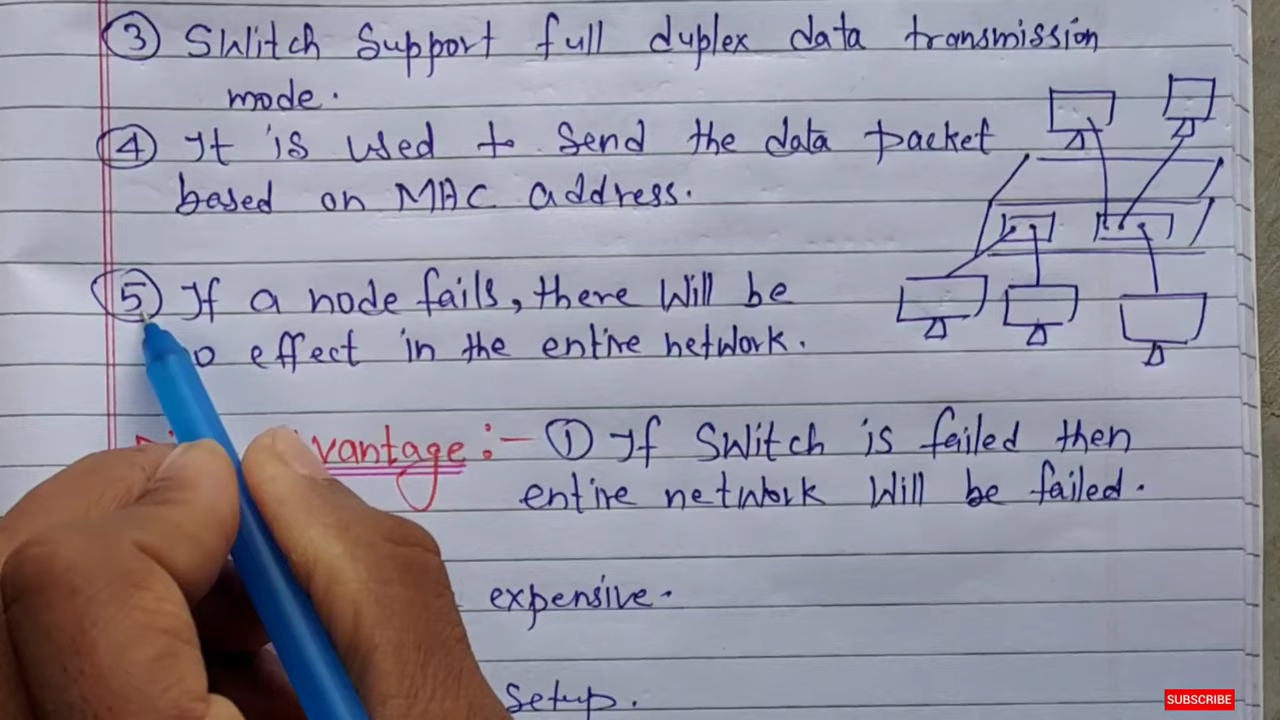 ③ Switch Support full duplex data transmission
mode.
④ It is used to send the data packet
based on MAC address.
⑤ If a node fails, there will be
effect in the entire network.
vantage :- ① If Switch is failed then
entire network will be failed.
expensive.
setup.
SUBSCRIBE